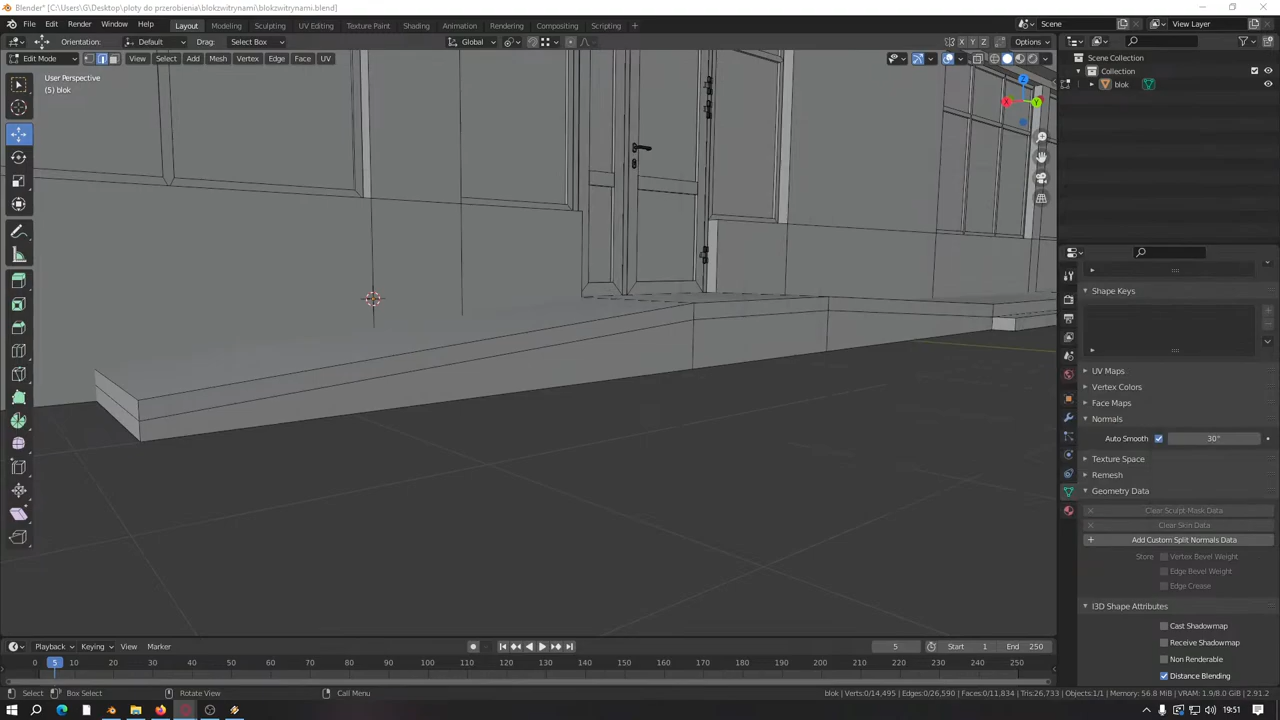 Blender* [C:\Users\G\Desktop\ploty do przerobienia\blokzwitrynami\blokzwitrynami.blend]
File Edit Render Window Help Layout Modeling Sculpting UV Editing Texture Paint Shading Animation Rendering Compositing Scripting + Scene View Layer
Orientation: Default Drag: Select Box Global X Y Z Options
Edit Mode View Select Add Mesh Vertex Edge Face UV
User Perspective
(5) blok
X Y Z
Scene Collection
Collection
blok
Shape Keys
UV Maps
Vertex Colors
Face Maps
Normals
Auto Smooth 30°
Texture Space
Remesh
Geometry Data
Clear Sculpt-Mask Data
Clear Skin Data
Add Custom Split Normals Data
Store Vertex Bevel Weight
Edge Bevel Weight
Edge Crease
I3D Shape Attributes
Cast Shadowmap
Receive Shadowmap
Non Renderable
Distance Blending
Playback Keying View Marker 5 Start 1 End 250
0 5 10 20 30 40 50 60 70 80 90 100 110 120 130 140 150 160 170 180 190 200 210 220 230 240 250
Select Box Select Rotate View Call Menu blok | Verts:0/14,495 | Edges:0/26,590 | Faces:0/11,834 | Tris:26,733 | Objects:1/1 | Memory: 56.8 MiB | VRAM: 1.9/8.0 GiB | 2.91.2
19:51